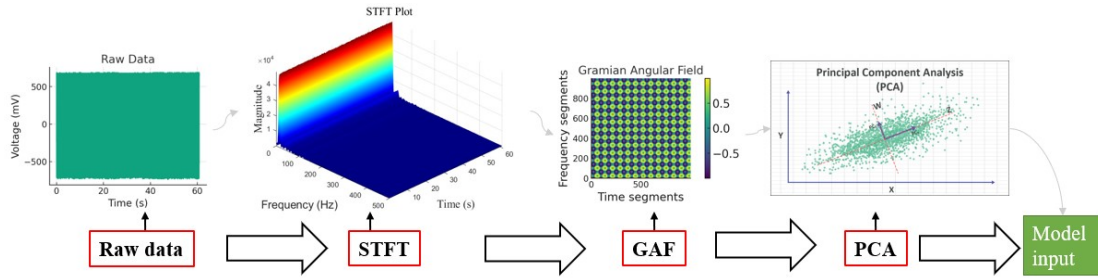 STFT Plot
Raw Data
Voltage (mV)
500
0
−500
0 20 40 60
Time (s)
×10⁴
Magnitude
4
3
2
1
0
100
200
300
400
500
Frequency (Hz)
10
20
30
40
50
60
Time (s)
Gramian Angular Field
Frequency segments
800
600
400
200
0
0 500
Time segments
0.5
0.0
−0.5
Principal Component Analysis
(PCA)
Y
W
Z
X
Raw data
STFT
GAF
PCA
Model
input